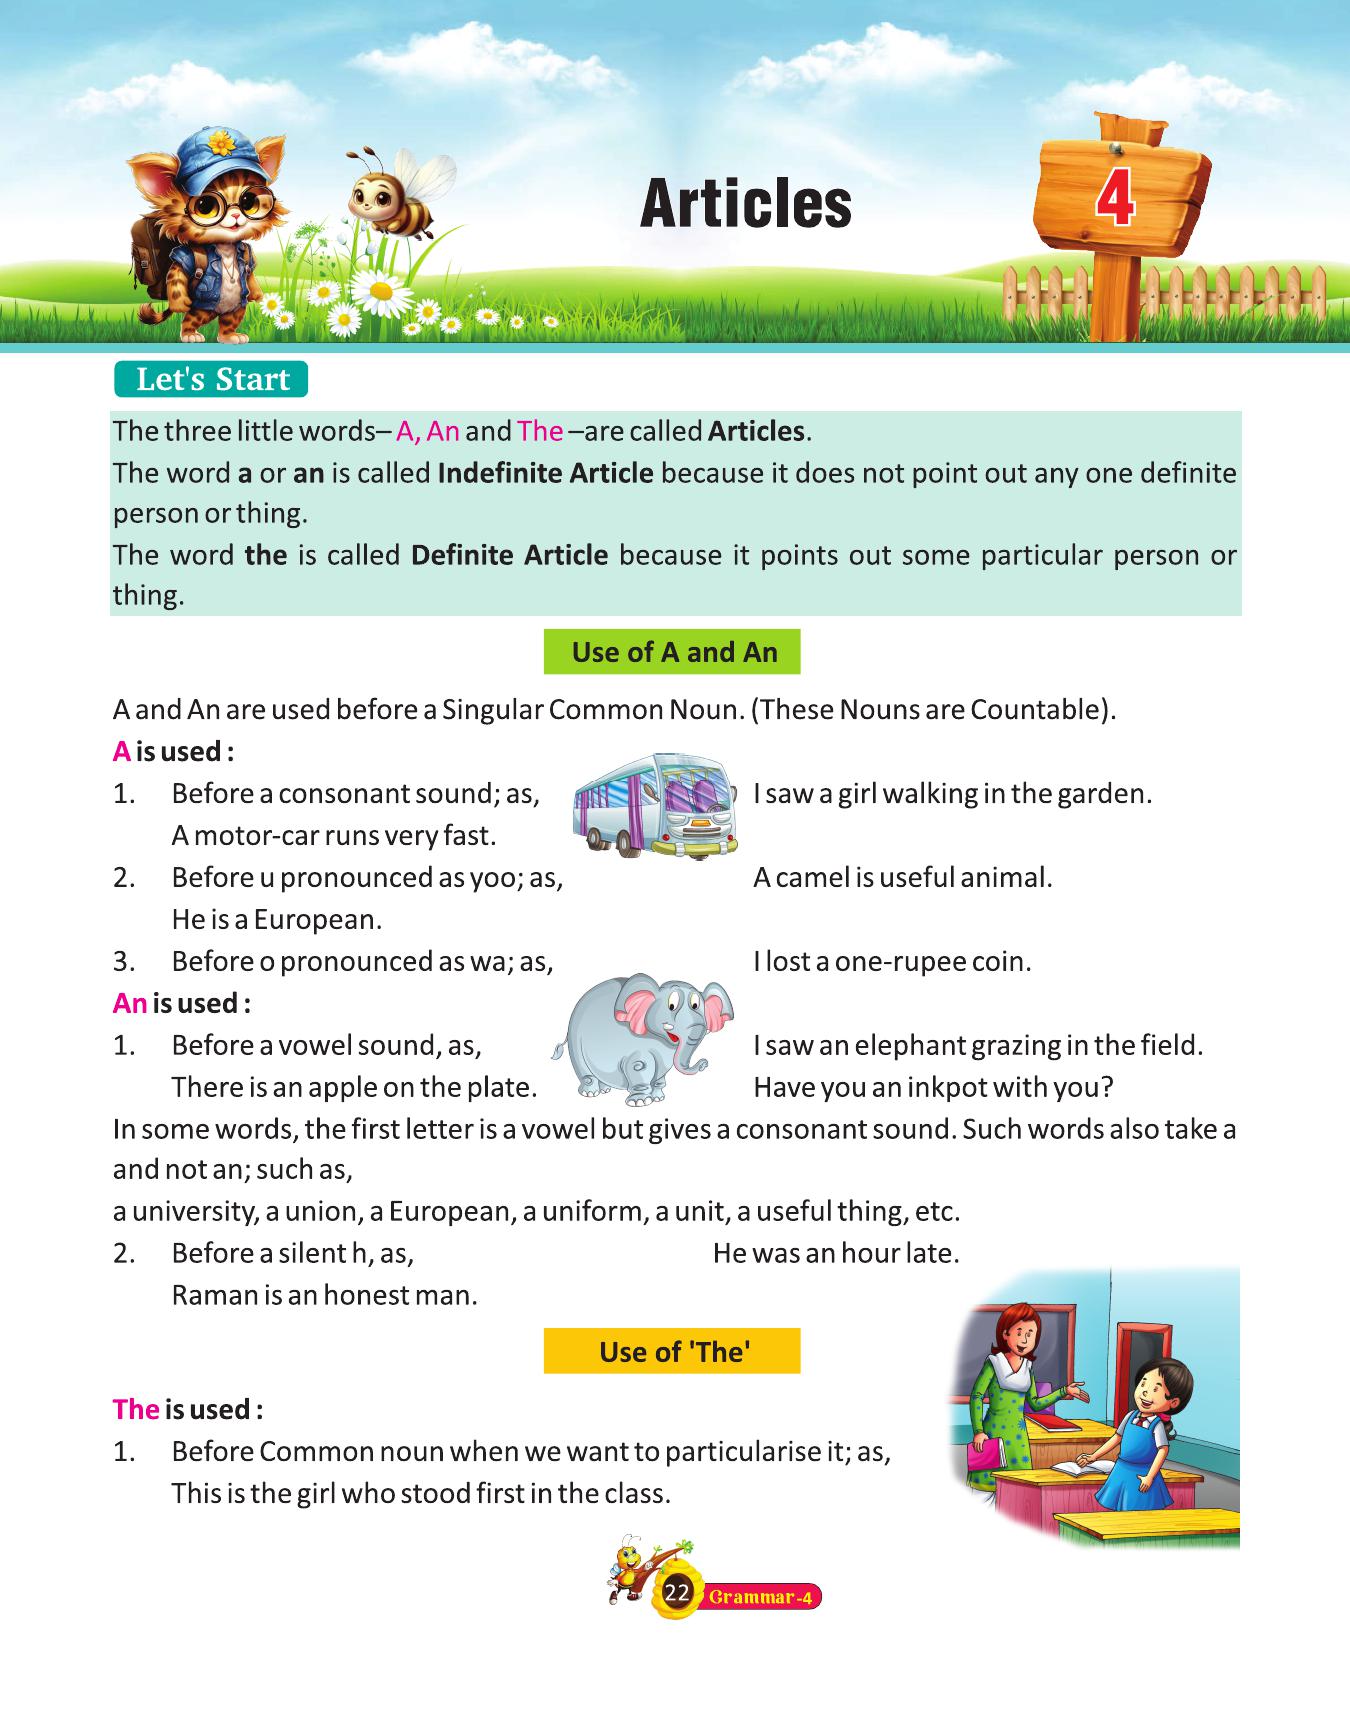 Articles
4
Let's Start
The three little words– A, An and The –are called Articles.
The word a or an is called Indefinite Article because it does not point out any one definite
person or thing.
The word the is called Definite Article because it points out some particular person or
thing.
Use of A and An
A and An are used before a Singular Common Noun. (These Nouns are Countable).
A is used :
1. Before a consonant sound; as, I saw a girl walking in the garden.
A motor-car runs very fast.
2. Before u pronounced as yoo; as, A camel is useful animal.
He is a European.
3. Before o pronounced as wa; as, I lost a one-rupee coin.
An is used :
1. Before a vowel sound, as, I saw an elephant grazing in the field.
There is an apple on the plate. Have you an inkpot with you?
In some words, the first letter is a vowel but gives a consonant sound. Such words also take a
and not an; such as,
a university, a union, a European, a uniform, a unit, a useful thing, etc.
2. Before a silent h, as, He was an hour late.
Raman is an honest man.
Use of 'The'
The is used :
1. Before Common noun when we want to particularise it; as,
This is the girl who stood first in the class.
22 Grammar-4